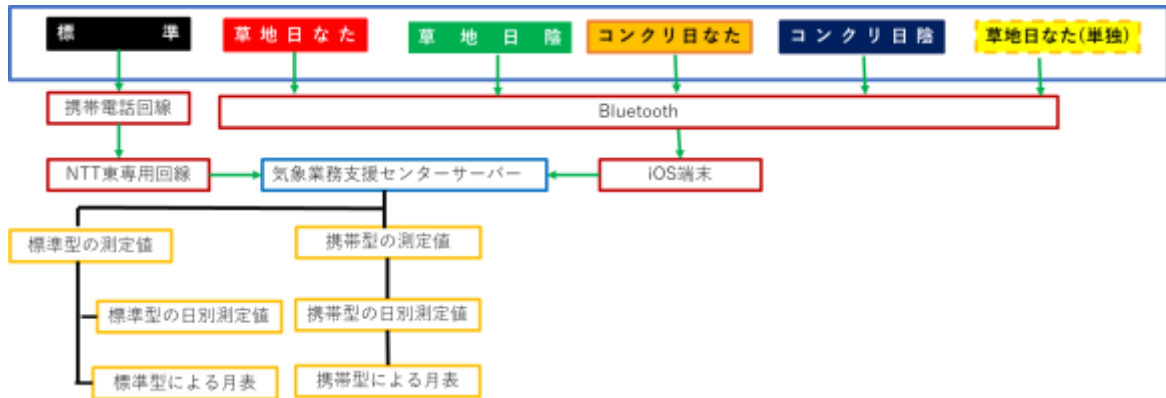 標準
草地日なた
草地日陰
コンクリ日なた
コンクリ日陰
草地日なた(単独)
携帯電話回線
Bluetooth
NTT東専用回線
気象業務支援センターサーバー
iOS端末
標準型の測定値
携帯型の測定値
標準型の日別測定値
携帯型の日別測定値
標準型による月表
携帯型による月表